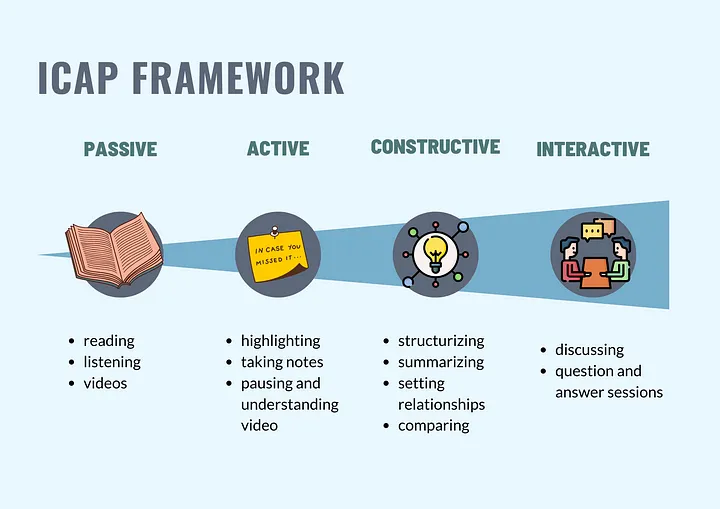 ICAP FRAMEWORK
PASSIVE
ACTIVE
CONSTRUCTIVE
INTERACTIVE
IN CASE YOU
MISSED IT...
• reading
• listening
• videos
• highlighting
• taking notes
• pausing and
understanding
video
• structurizing
• summarizing
• setting
relationships
• comparing
• discussing
• question and
answer sessions